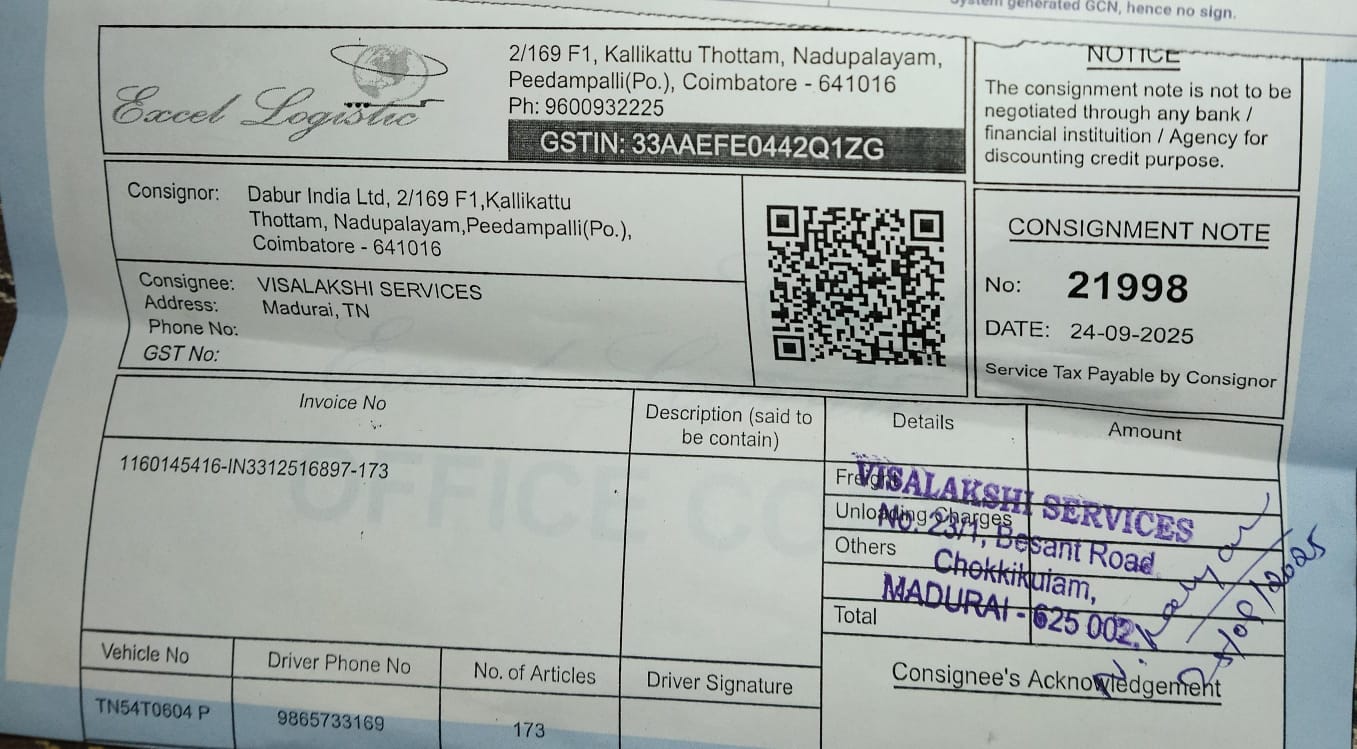 System generated GCN, hence no sign.
Excel Logistic
2/169 F1, Kallikattu Thottam, Nadupalayam,
Peedampalli(Po.), Coimbatore - 641016
Ph: 9600932225
GSTIN: 33AAEFE0442Q1ZG
NOTICE
The consignment note is not to be
negotiated through any bank /
financial instituition / Agency for
discounting credit purpose.
Consignor: Dabur India Ltd, 2/169 F1,Kallikattu
Thottam, Nadupalayam,Peedampalli(Po.),
Coimbatore - 641016
Consignee: VISALAKSHI SERVICES
Address: Madurai, TN
Phone No:
GST No:
CONSIGNMENT NOTE
No: 21998
DATE: 24-09-2025
Service Tax Payable by Consignor
Invoice No
Description (said to
be contain)
Details
Amount
1160145416-IN3312516897-173
Freight
Unloading Charges
Others
Total
VISALAKSHI SERVICES
No. 23/1, Besant Road
Chokkikulam,
MADURAI - 625 002.
Vehicle No
Driver Phone No
No. of Articles
Driver Signature
Consignee's Acknowledgement
TN54T0604 P
9865733169
173
OFFICE CO